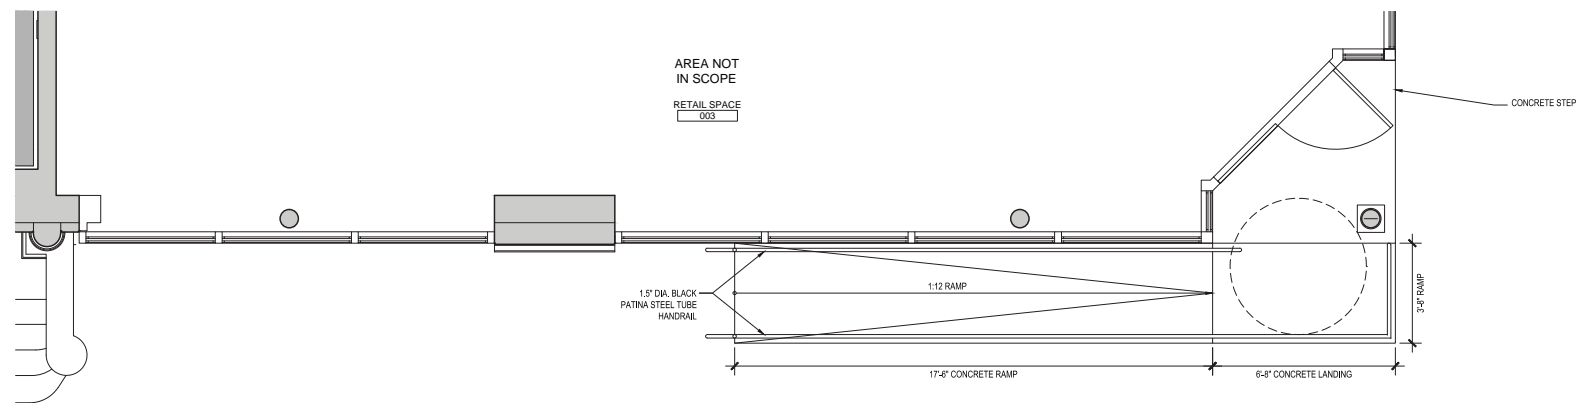 AREA NOT
IN SCOPE
RETAIL SPACE
003
CONCRETE STEP
1.5" DIA. BLACK
PATINA STEEL TUBE
HANDRAIL
1:12 RAMP
3'-8" RAMP
17'-6" CONCRETE RAMP
6'-8" CONCRETE LANDING